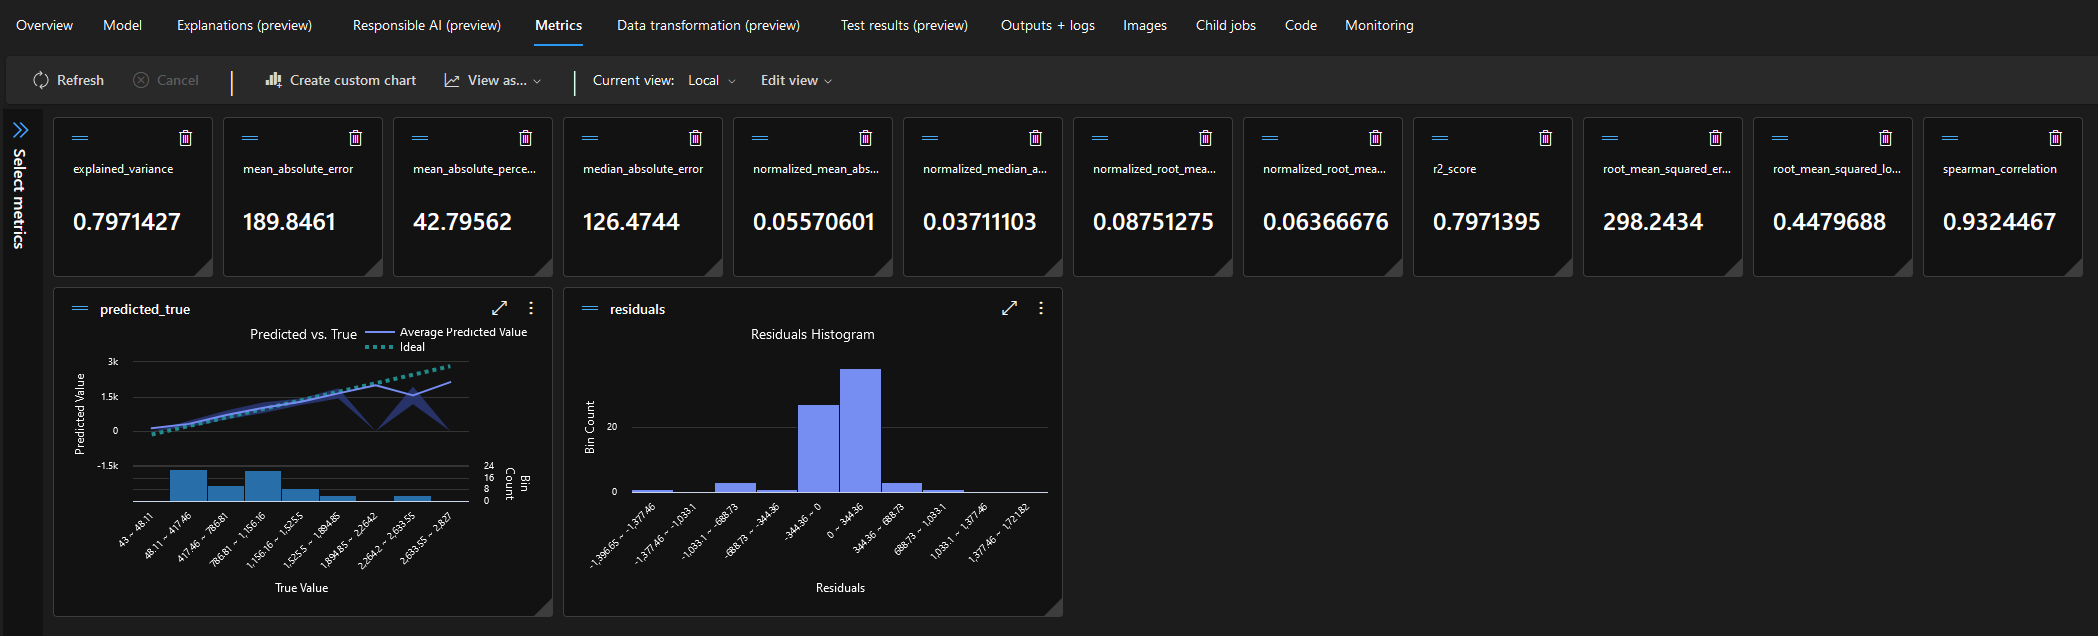 Overview Model Explanations (preview) Responsible AI (preview) Metrics Data transformation (preview) Test results (preview) Outputs + logs Images Child jobs Code Monitoring
Refresh Cancel Create custom chart View as... Current view: Local Edit view
Select metrics
explained_variance
0.7971427
mean_absolute_error
189.8461
mean_absolute_perce...
42.79562
median_absolute_error
126.4744
normalized_mean_abs...
0.05570601
normalized_median_a...
0.03711103
normalized_root_mea...
0.08751275
normalized_root_mea...
0.06366676
r2_score
0.7971395
root_mean_squared_er...
298.2434
root_mean_squared_lo...
0.4479688
spearman_correlation
0.9324467
predicted_true
Predicted vs. True
Average Predicted Value
Ideal
Predicted Value
3k
1.5k
0
-1.5k
24
16
8
0
Bin
Count
43 ~ 48.11
48.11 ~ 417.46
417.46 ~ 786.81
786.81 ~ 1,156.16
1,156.16 ~ 1,525.5
1,525.5 ~ 1,894.85
1,894.85 ~ 2,264.2
2,264.2 ~ 2,633.55
2,633.55 ~ 2,827
True Value
residuals
Residuals Histogram
Bin Count
20
0
-1,396.65 ~ -1,377.46
-1,377.46 ~ -1,033.1
-1,033.1 ~ -688.73
-688.73 ~ -344.36
-344.36 ~ 0
0 ~ 344.36
344.36 ~ 688.73
688.73 ~ 1,033.1
1,033.1 ~ 1,377.46
1,377.46 ~ 1,721.82
Residuals